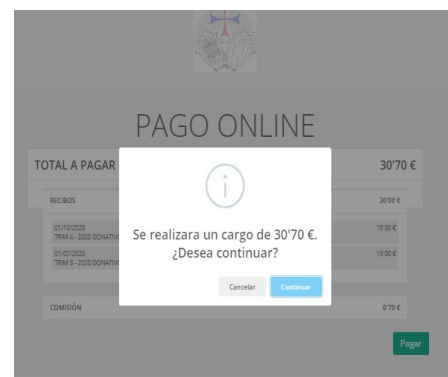 PAGO ONLINE
TOTAL A PAGAR 30'70 €
RECIBOS 30'00 €
01/10/2020
TRIM 4 - 2020 DONATIV
15'00 €
01/07/2020
TRIM 3 - 2020 DONATIV
15'00 €
i
Se realizara un cargo de 30'70 €.
¿Desea continuar?
Cancelar Continuar
COMISIÓN 0'70 €
Pagar